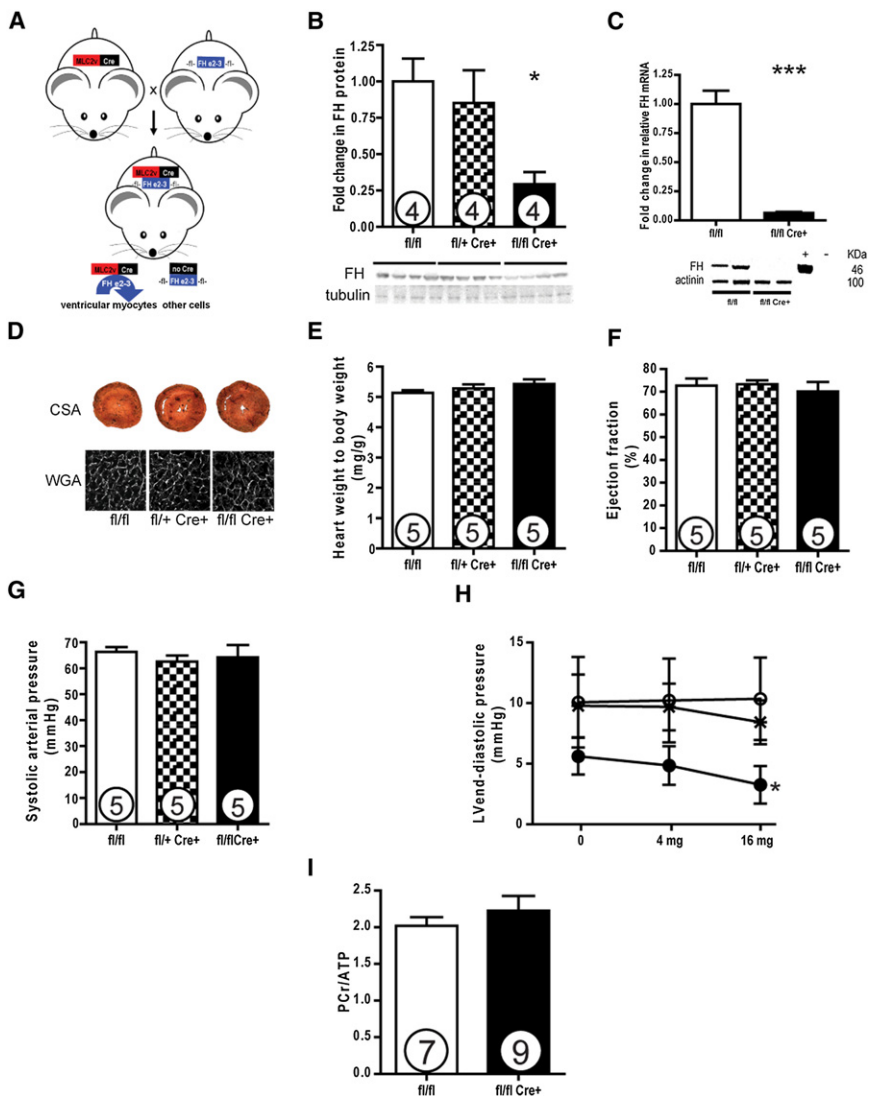 A
MLC2v Cre
-fl- FH e2-3 -fl-
x
MLC2v Cre
-fl- FH e2-3 -fl-
MLC2v Cre
FH e2-3
no Cre
-fl- FH e2-3 -fl-
ventricular myocytes other cells
B
Fold change in FH protein
1.25
1.00
0.75
0.50
0.25
0.00
*
4 4 4
fl/fl fl/+ Cre+ fl/fl Cre+
FH
tubulin
C
Fold change in relative FH mRNA
1.25
1.00
0.75
0.50
0.25
0.00
***
fl/fl fl/fl Cre+
+ - KDa
FH 46
actinin 100
fl/fl fl/fl Cre+
D
CSA
WGA
fl/fl fl/+ Cre+ fl/fl Cre+
E
Heart weight to body weight
(mg/g)
6
5
4
3
2
1
0
5 5 5
fl/fl fl/+ Cre+ fl/fl Cre+
F
Ejection fraction
(%)
80
70
60
50
40
30
20
10
0
5 5 5
fl/fl fl/+ Cre+ fl/fl Cre+
G
Systolic arterial pressure
(mmHg)
70
60
50
40
30
20
10
0
5 5 5
fl/fl fl/+ Cre+ fl/flCre+
H
LVend-diastolic pressure
(mmHg)
15
10
5
0
*
0 4 mg 16 mg
I
PCr/ATP
2.5
2.0
1.5
1.0
0.5
0.0
7 9
fl/fl fl/fl Cre+